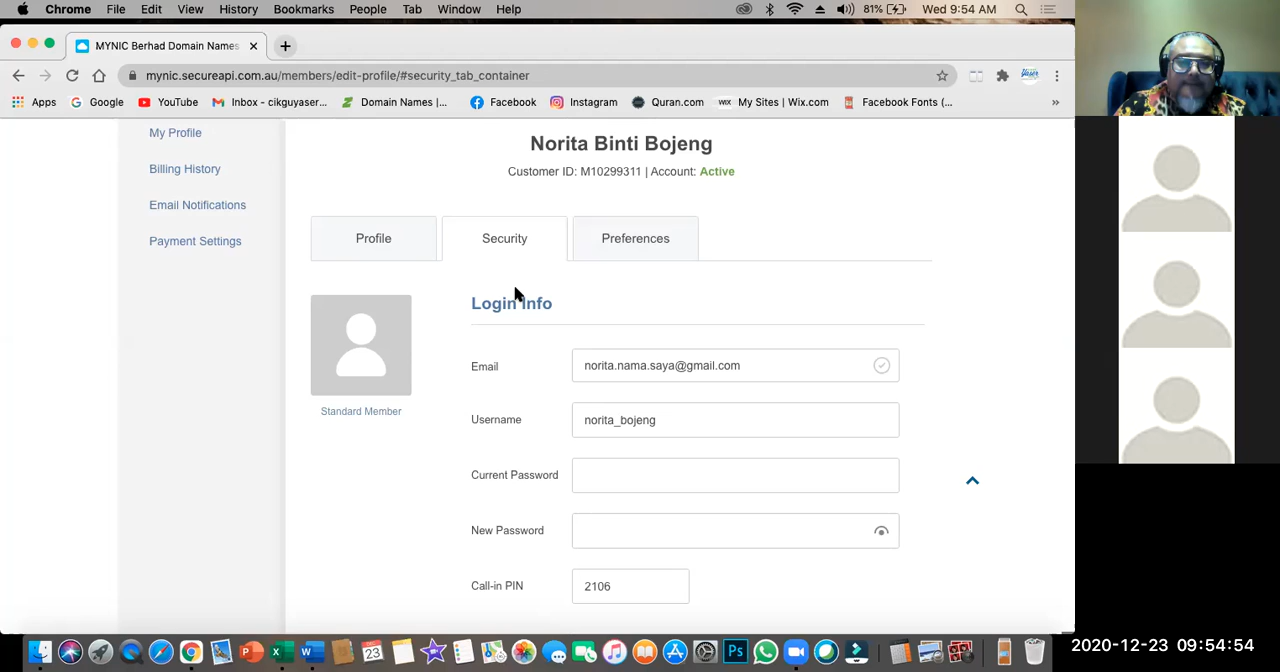 Chrome File Edit View History Bookmarks People Tab Window Help 81% Wed 9:54 AM
MYNIC Berhad Domain Names
mynic.secureapi.com.au/members/edit-profile/#security_tab_container
Apps Google YouTube Inbox - cikguyaser... Domain Names |... Facebook Instagram Quran.com WIX My Sites | Wix.com Facebook Fonts (... »
My Profile
Billing History
Email Notifications
Payment Settings
Norita Binti Bojeng
Customer ID: M10299311 | Account: Active
Profile Security Preferences
Login Info
Standard Member
Email norita.nama.saya@gmail.com
Username norita_bojeng
Current Password
New Password
Call-in PIN 2106
23
2020-12-23 09:54:54